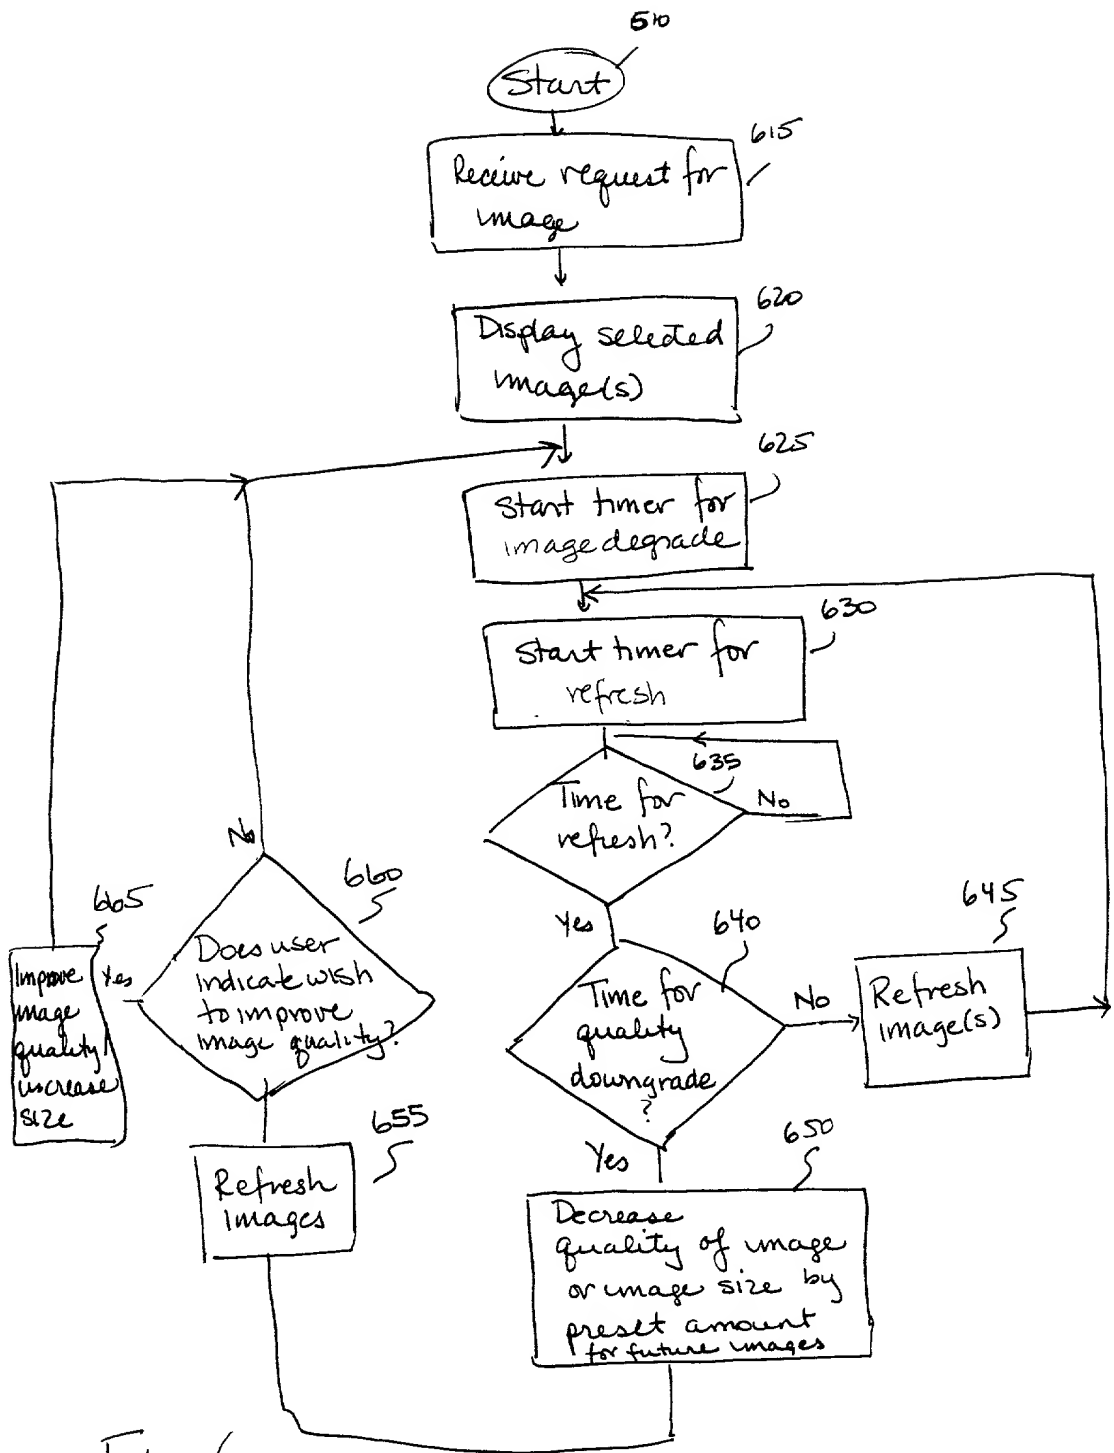 510
Start
615
Receive request for
image
620
Display selected
image(s)
625
Start timer for
image degrade
630
Start timer for
refresh
635
Time for
refresh?
No
Yes
640
Time for
quality
downgrade
?
No
645
Refresh
image(s)
Yes
650
Decrease
quality of image
or image size by
preset amount
for future images
655
Refresh
Images
660
Does user
indicate wish
to improve
image quality?
No
Yes
665
Improve
image
quality/
increase
size